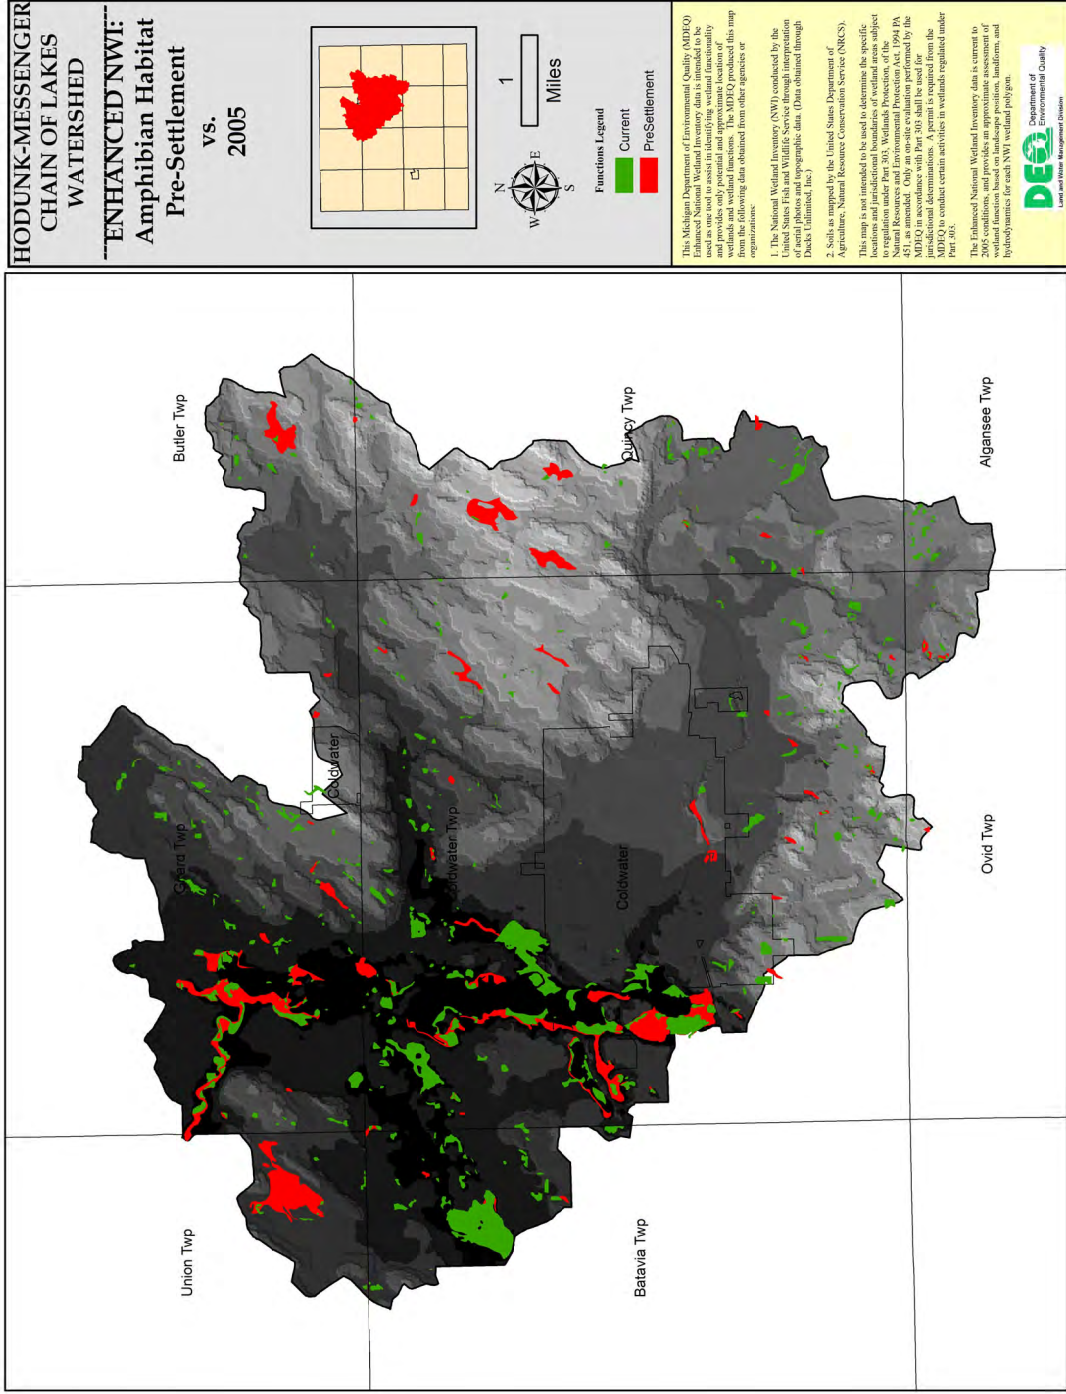 HODUNK-MESSENGER
CHAIN OF LAKES
WATERSHED
ENHANCED NWI:
Amphibian Habitat
Pre-Settlement
vs.
2005
N
W
E
S
1
Miles
Functions Legend
Current
PreSettlement
This Michigan Department of Environmental Quality (MDEQ)
Enhanced National Wetland Inventory data is intended to be
used as one tool to assist in identifying wetland functionality
and provides only potential and approximate location of
wetlands and wetland functions. The MDEQ produced this map
from the following data obtained from other agencies or
organizations:
1. The National Wetland Inventory (NWI) conducted by the
United States Fish and Wildlife Service through interpretation
of aerial photos and topographic data. (Data obtained through
Ducks Unlimited, Inc.)
2. Soils as mapped by the United States Department of
Agriculture, Natural Resource Conservation Service (NRCS).
This map is not intended to be used to determine the specific
locations and jurisdictional boundaries of wetland areas subject
to regulation under Part 303, Wetlands Protection, of the
Natural Resources and Environmental Protection Act, 1994 PA
451, as amended. Only an on-site evaluation performed by the
MDEQ in accordance with Part 303 shall be used for
jurisdictional determinations. A permit is required from the
MDEQ to conduct certain activities in wetlands regulated under
Part 303.
The Enhanced National Wetland Inventory data is current to
2005 conditions, and provides an approximate assessment of
wetland function based on landscape position, landform, and
hydrodynamics for each NWI wetland polygon.
DEQ
Department of
Environmental Quality
Land and Water Management Division
Union Twp
Girard Twp
Butler Twp
Coldwater
Coldwater Twp
Coldwater
Quincy Twp
Batavia Twp
Ovid Twp
Algansee Twp